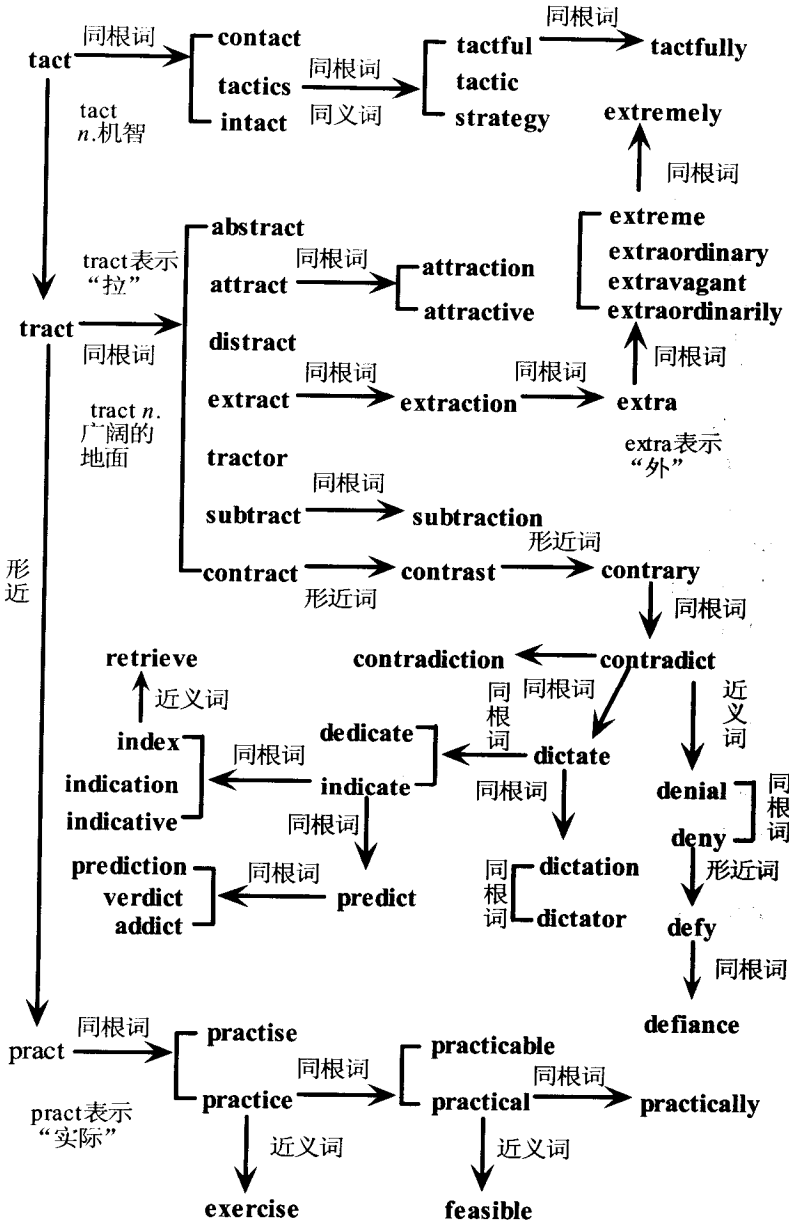 tact 同根词 contact
tactics
intact
同根词
同义词
tactful 同根词 tactfully
tactic
strategy
tact
n.机智
extremely
同根词
extreme
extraordinary
extravagant
extraordinarily
同根词
tract表示
“拉”
tract
同根词
tract n.
广阔的
地面
abstract
attract 同根词 attraction
attractive
distract
extract 同根词 extraction 同根词 extra
extra表示
“外”
tractor
subtract 同根词 subtraction
contract 形近词 contrast 形近词 contrary
同根词
形近
contradiction 同根词 contradict
近义词
retrieve
近义词
index
indication
indicative
同根词
dedicate
indicate
同根词
dictate
同根词
同根词
denial
deny
同根词
形近词
defy
同根词
defiance
prediction
verdict
addict
同根词
predict
同根词
dictation
dictator
pract 同根词 practise
practice
同根词
practicable
practical 同根词 practically
pract表示
“实际”
近义词
近义词
exercise
feasible